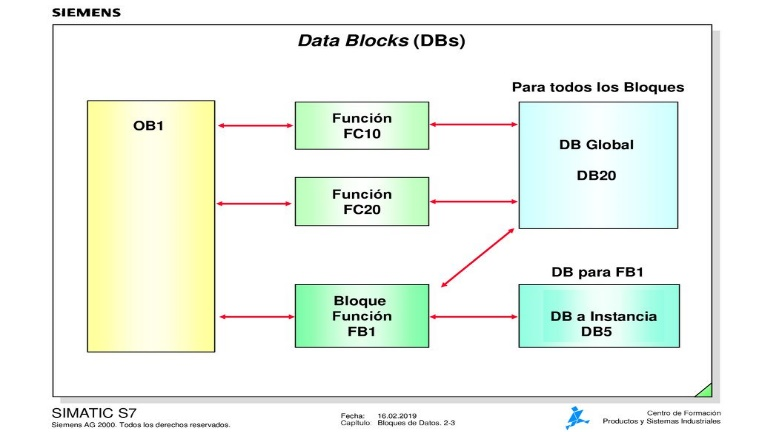 SIEMENS
Data Blocks (DBs)
Para todos los Bloques
OB1
Función
FC10
DB Global
DB20
Función
FC20
DB para FB1
Bloque
Función
FB1
DB a Instancia
DB5
SIMATIC S7
Siemens AG 2000. Todos los derechos reservados.
Fecha: 16.02.2019
Capítulo Bloques de Datos. 2-3
Centro de Formación
Productos y Sistemas Industriales